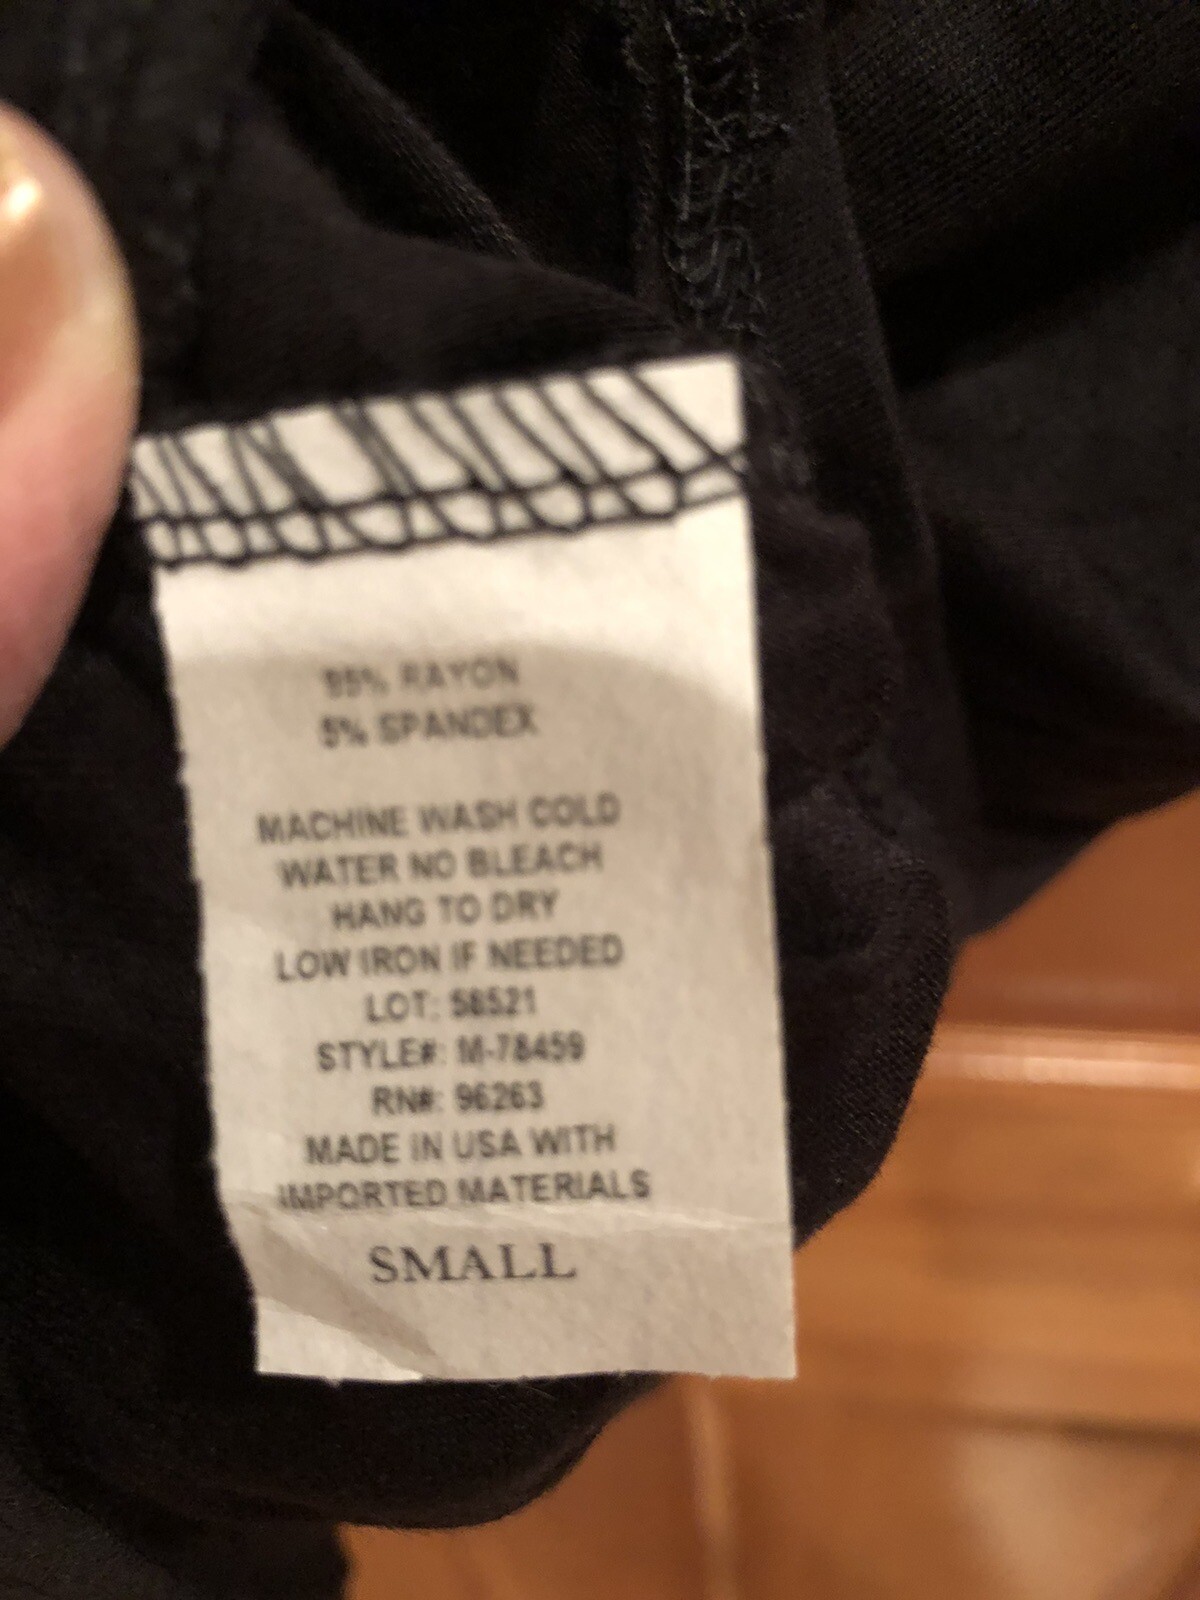 95% RAYON
5% SPANDEX
MACHINE WASH COLD
WATER NO BLEACH
HANG TO DRY
LOW IRON IF NEEDED
LOT: 58521
STYLE#: M-78459
RN#: 96263
MADE IN USA WITH
IMPORTED MATERIALS
SMALL